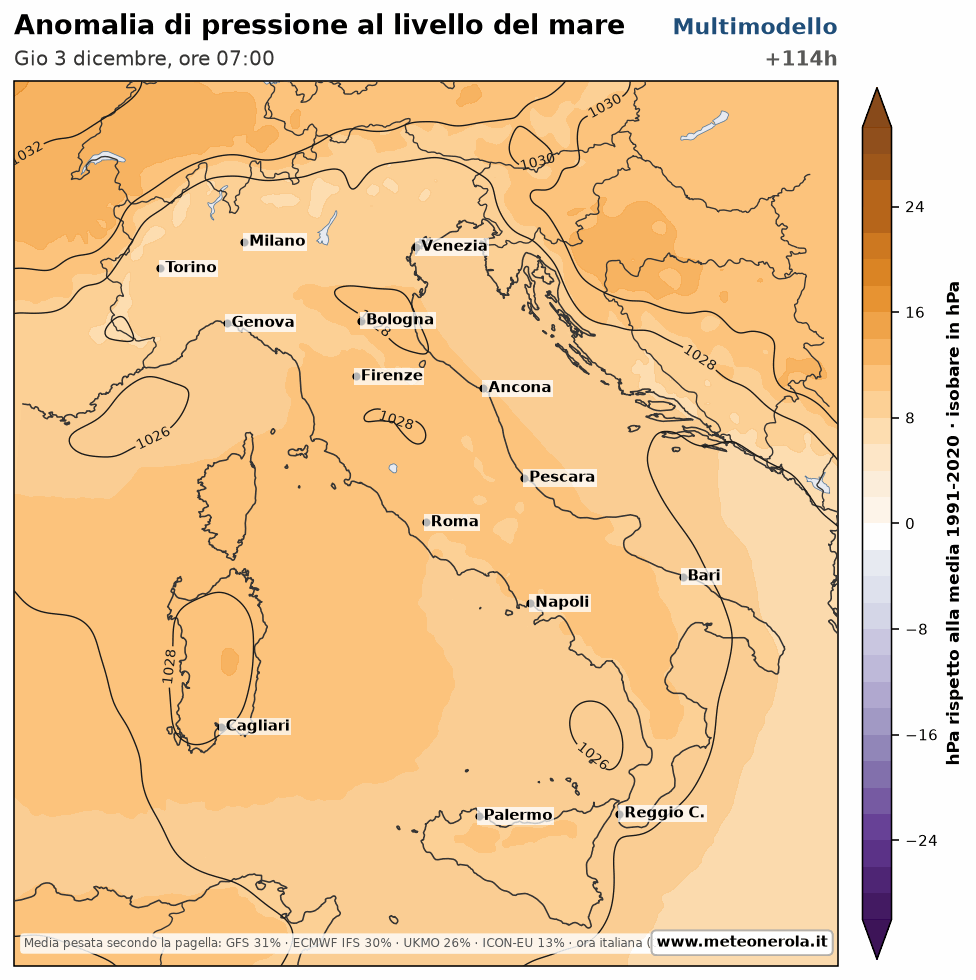 Anomalia di pressione al livello del mare
Multimodello
Gio 3 dicembre, ore 07:00
+114h
1032
1030
1030
Milano
Venezia
Torino
Genova
Bologna
1028
Firenze
Ancona
1028
1026
Pescara
Roma
Bari
Napoli
1028
Cagliari
1026
Palermo
Reggio C.
Media pesata secondo la pagella: GFS 31% · ECMWF IFS 30% · UKMO 26% · ICON-EU 13% · ora italiana (
www.meteonerola.it
24
16
8
0
−8
−16
−24
hPa rispetto alla media 1991-2020 · isobare in hPa